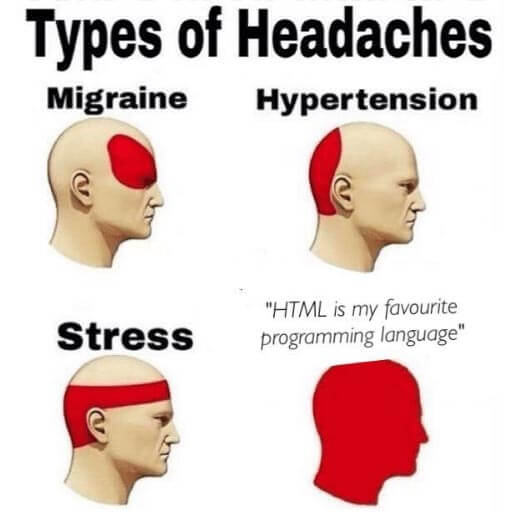 Types of Headaches
Migraine
Hypertension
Stress
"HTML is my favourite
programming language"